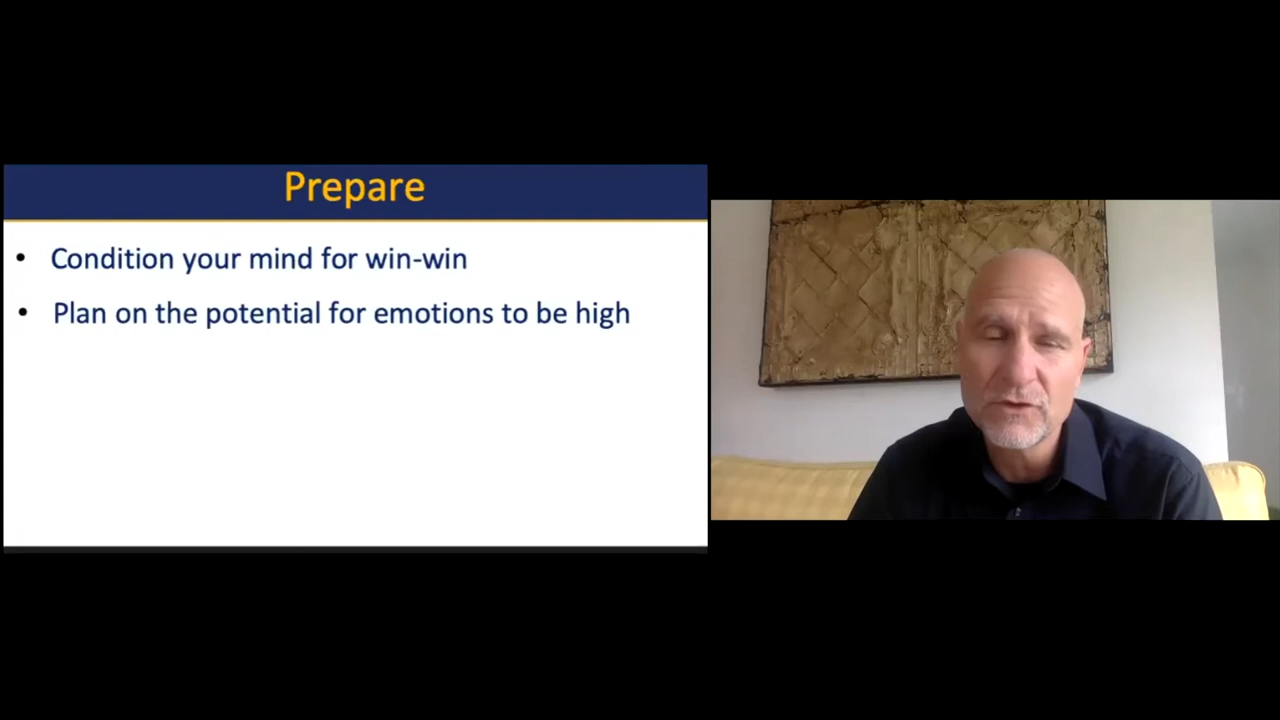 Prepare
• Condition your mind for win-win
• Plan on the potential for emotions to be high